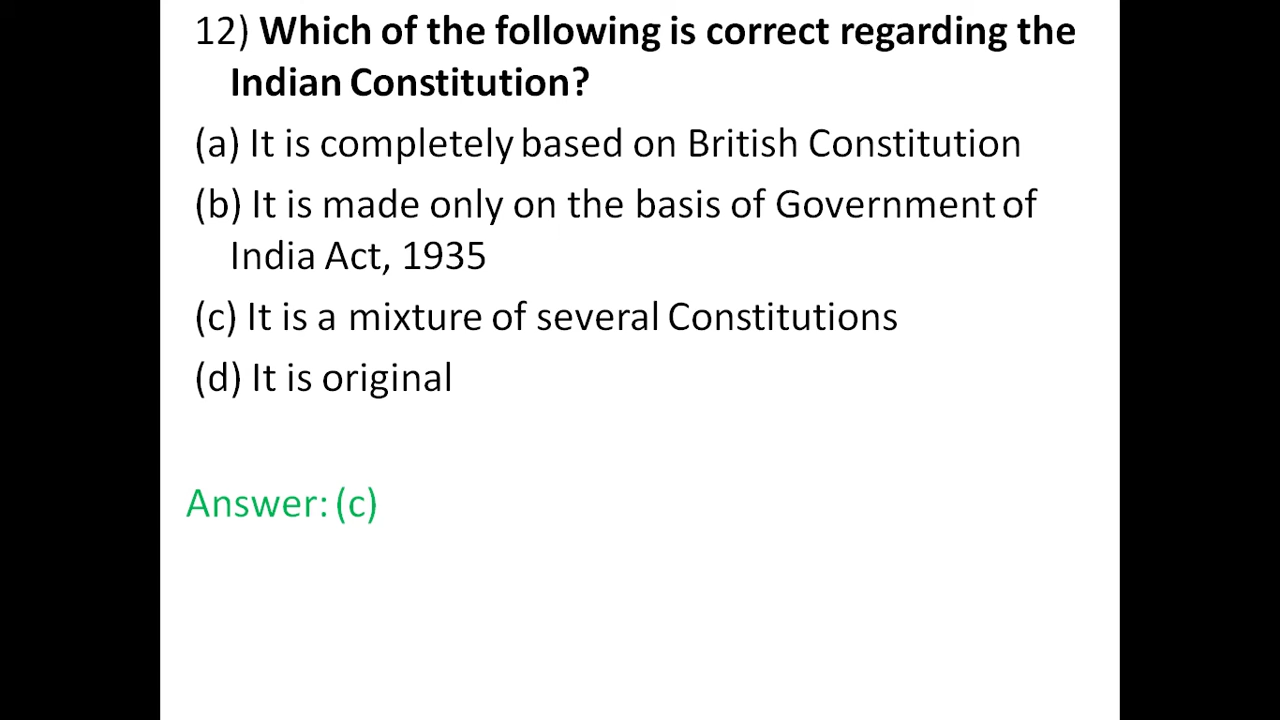 12) Which of the following is correct regarding the
Indian Constitution?
(a) It is completely based on British Constitution
(b) It is made only on the basis of Government of
India Act, 1935
(c) It is a mixture of several Constitutions
(d) It is original
Answer: (c)